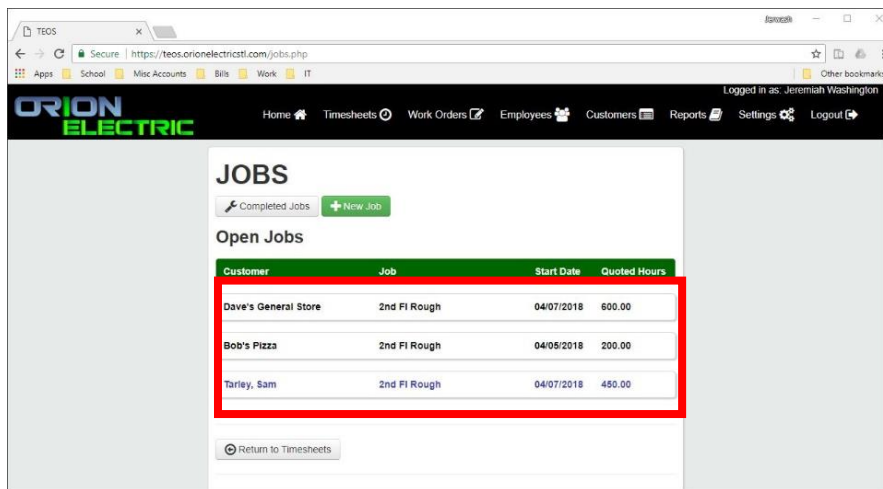 TEOS
Secure https://teos.orionelectricstl.com/jobs.php
Apps School Misc Accounts Bills Work IT Other bookmarks
Logged in as: Jeremiah Washington
ORION
ELECTRIC
Home Timesheets Work Orders Employees Customers Reports Settings Logout
JOBS
Completed Jobs New Job
Open Jobs
Customer Job Start Date Quoted Hours
Dave's General Store 2nd Fl Rough 04/07/2018 600.00
Bob's Pizza 2nd Fl Rough 04/05/2018 200.00
Tarley, Sam 2nd Fl Rough 04/07/2018 450.00
Return to Timesheets